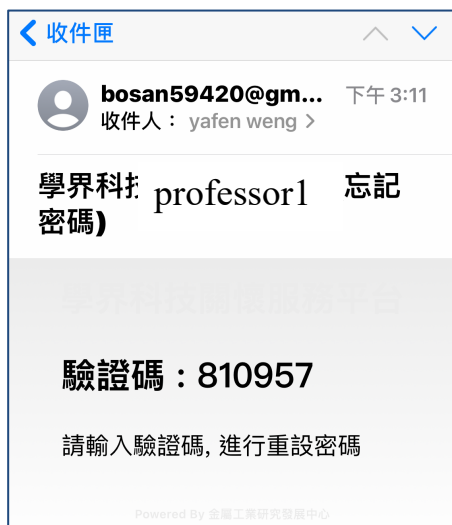 收件匣
bosan59420@gm... 下午 3:11
收件人： yafen weng >
學界科技 professor1 忘記
密碼)
學界科技關懷服務平台
驗證碼：810957
請輸入驗證碼, 進行重設密碼
Powered By 金屬工業研究發展中心